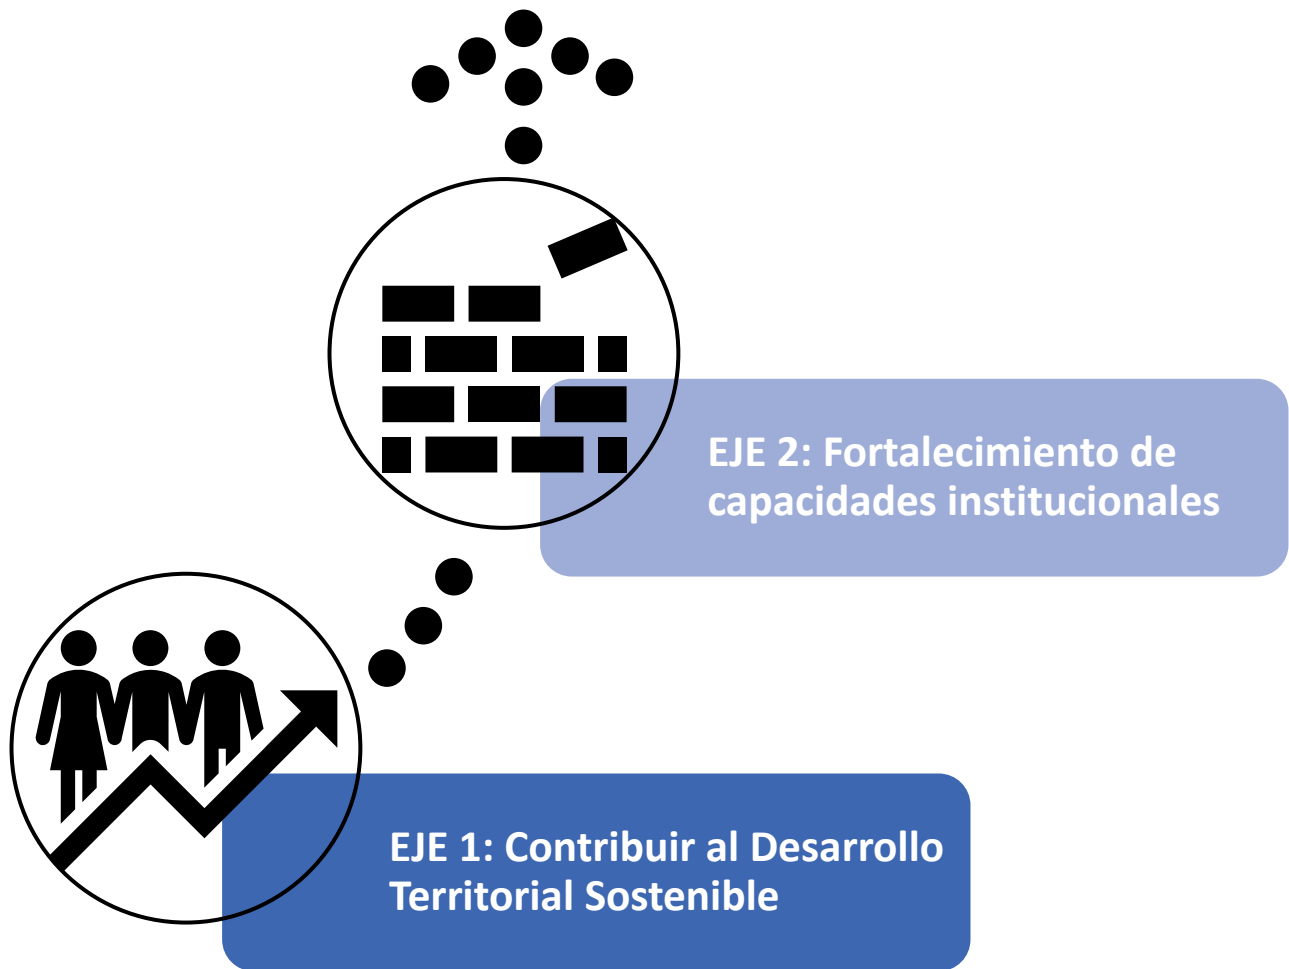 EJE 2: Fortalecimiento de
capacidades institucionales
EJE 1: Contribuir al Desarrollo
Territorial Sostenible